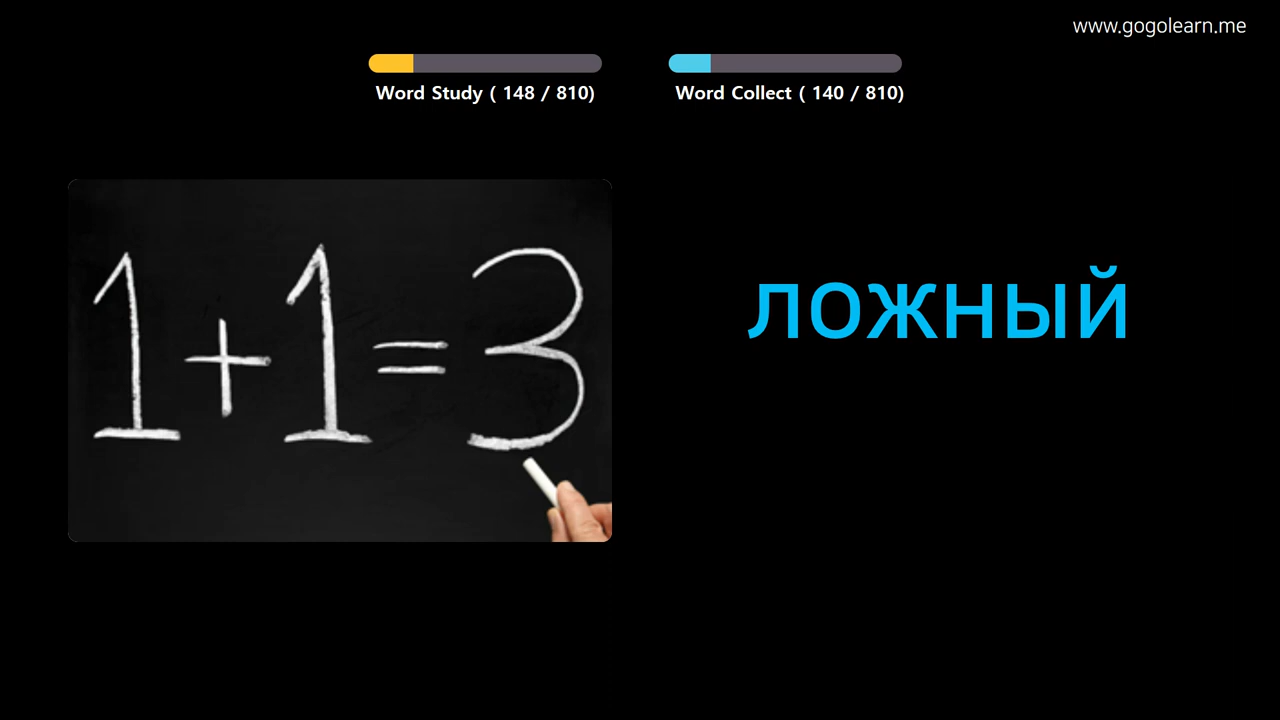 www.gogolearn.me
Word Study ( 148 / 810)
Word Collect ( 140 / 810)
1+1=3
ложный